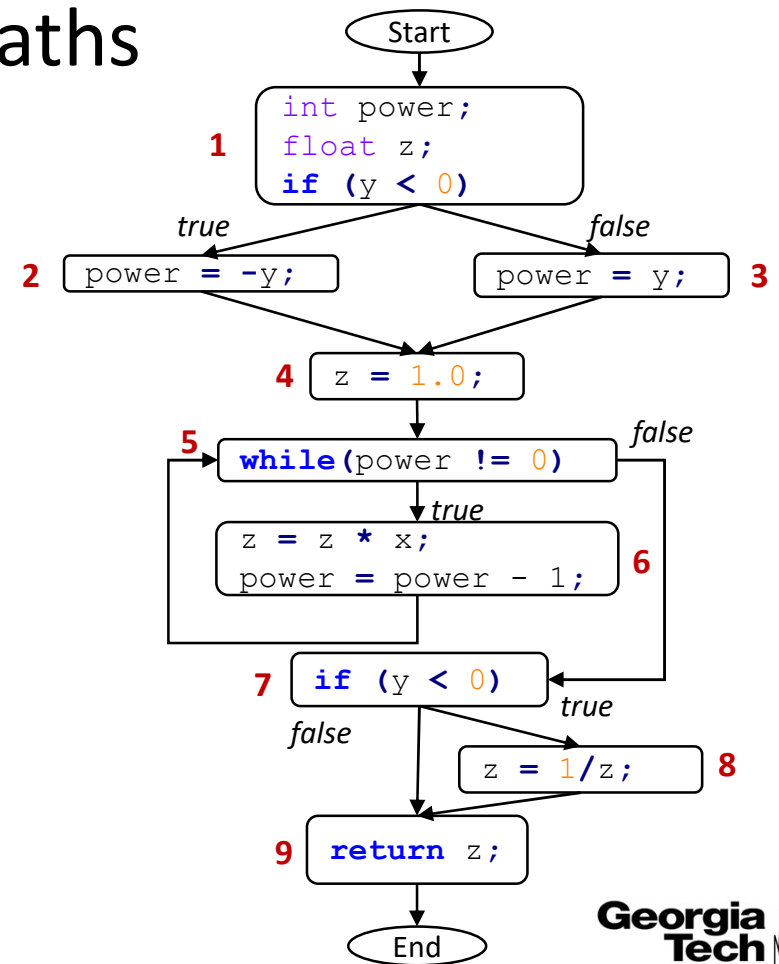 aths
Start
int power;
1
float z;
if (y < 0)
true
false
2
power = -y;
power = y;
3
4
z = 1.0;
5
while(power != 0)
false
true
z = z * x;
power = power - 1;
6
7
if (y < 0)
true
false
z = 1/z;
8
9
return z;
End
Georgia
Tech